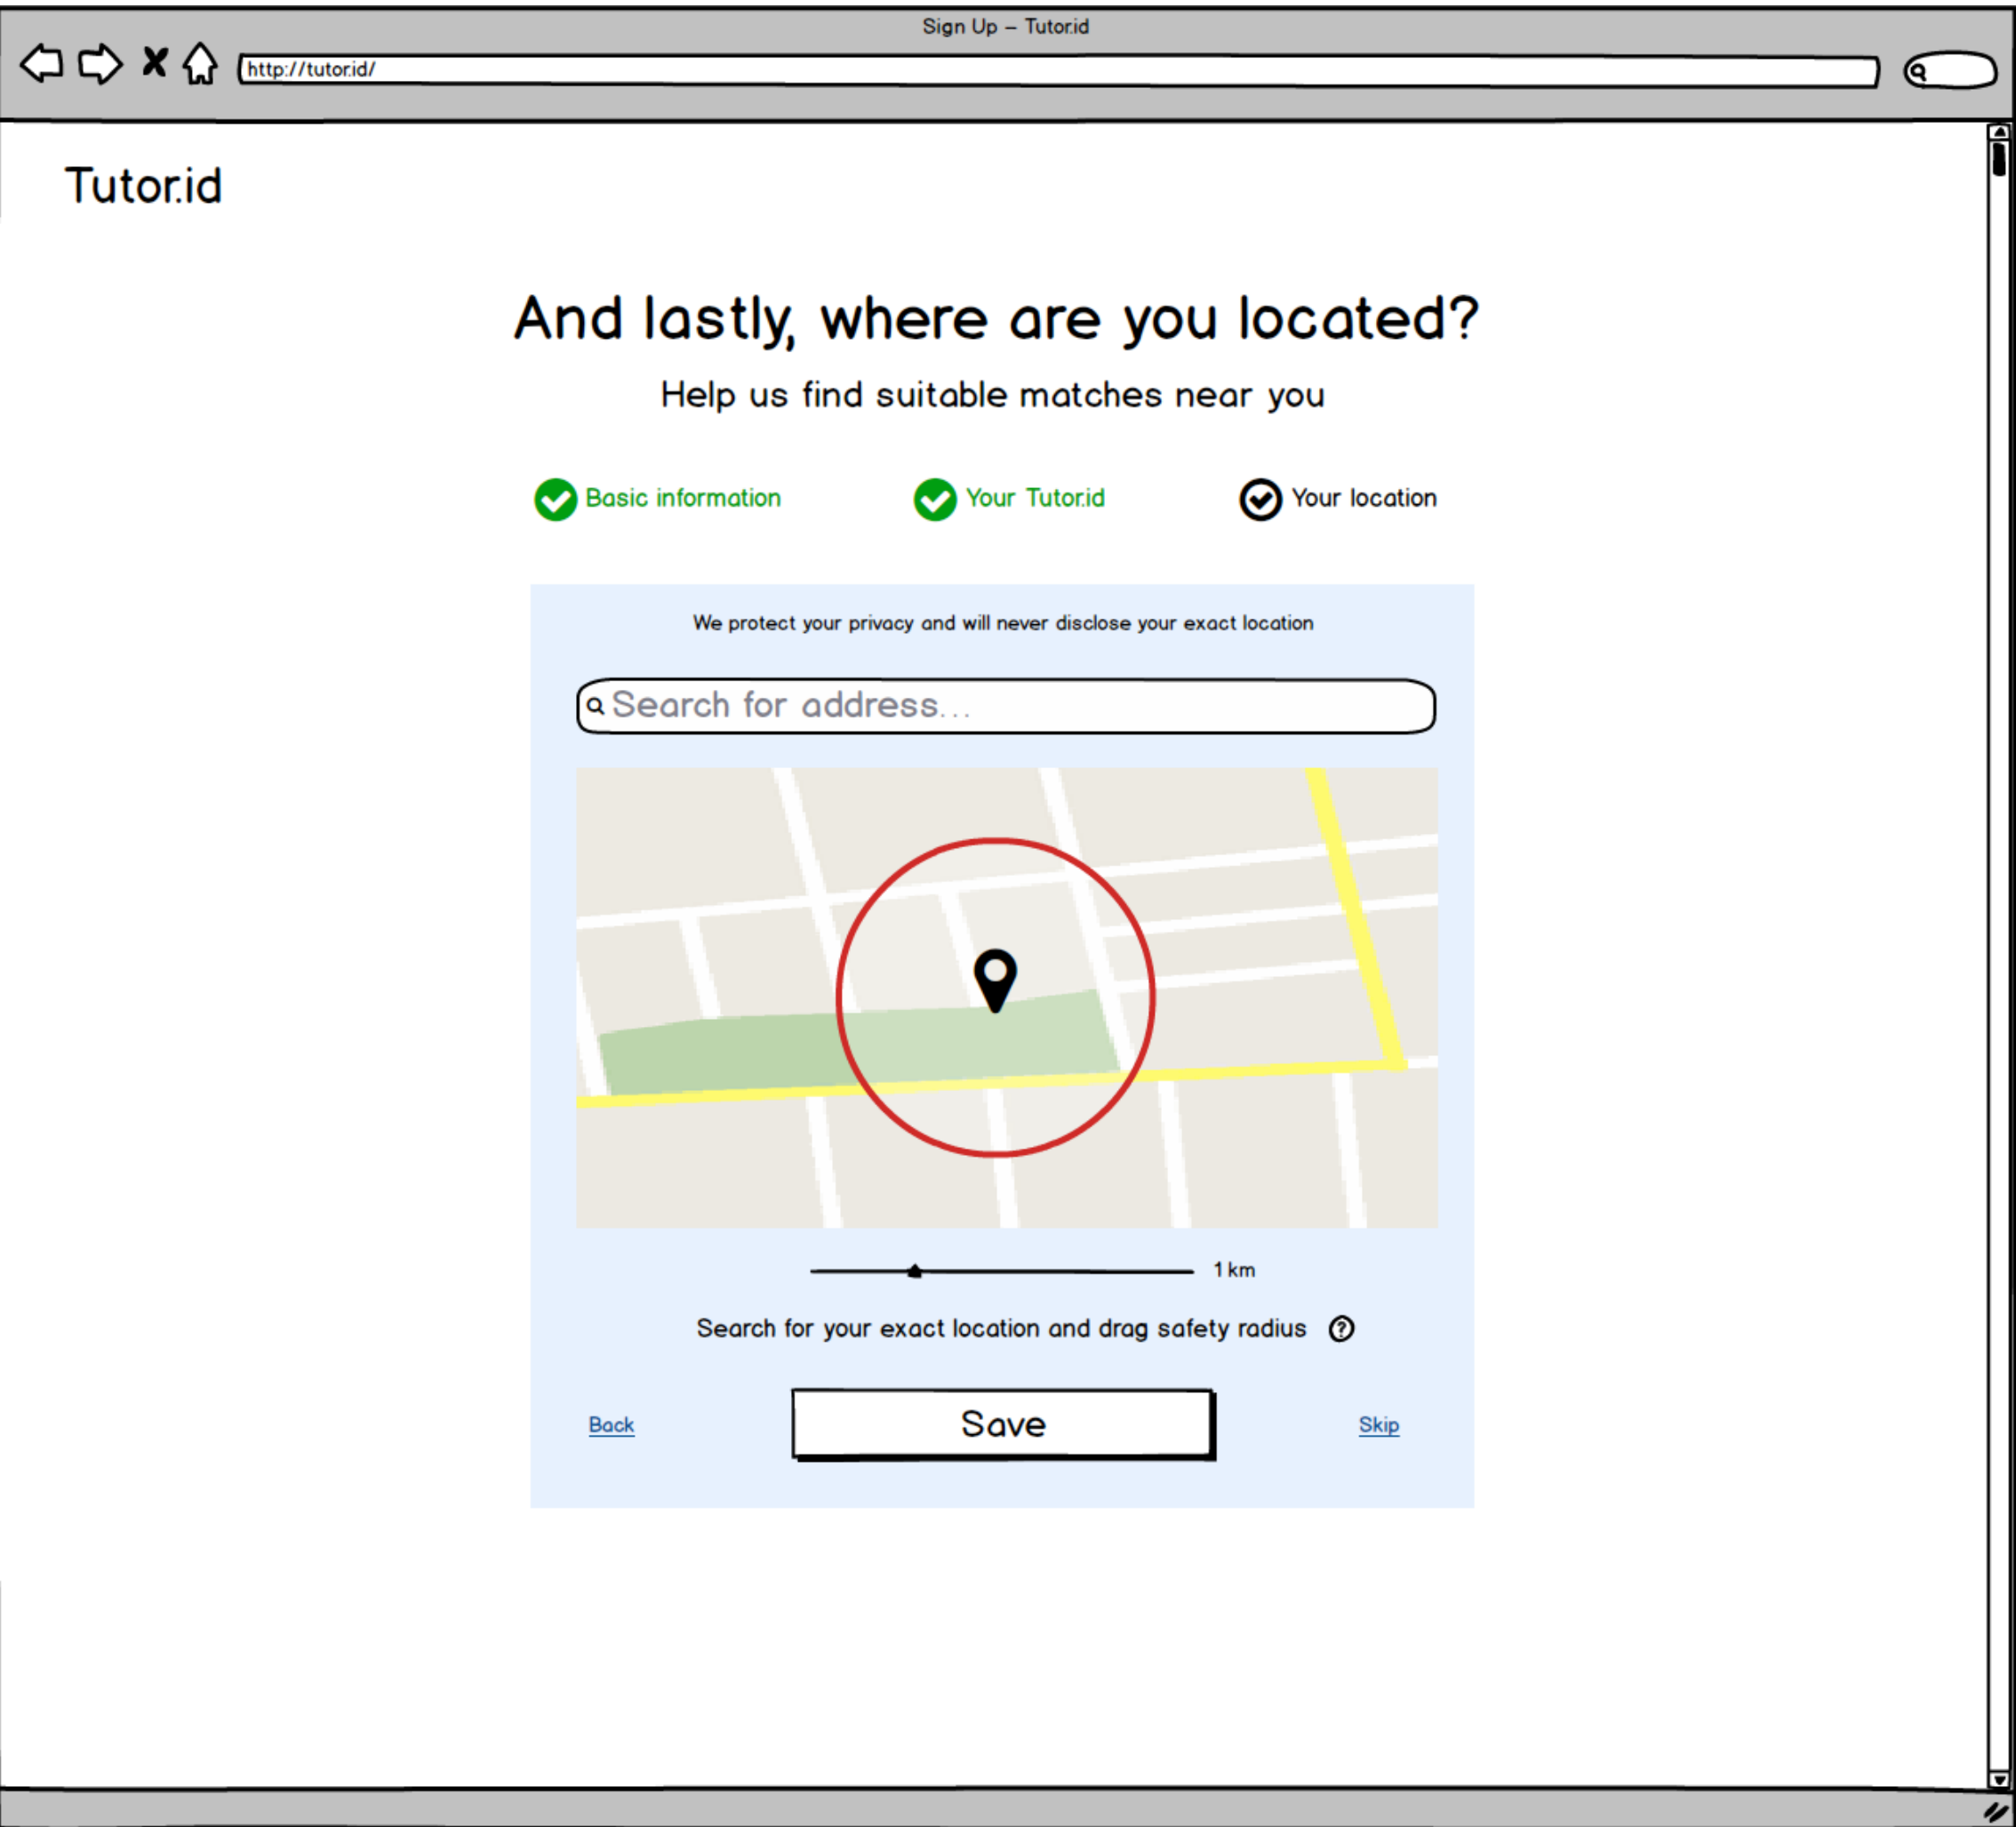 Sign Up – Tutor.id
http://tutor.id/
Tutor.id
And lastly, where are you located?
Help us find suitable matches near you
Basic information
Your Tutor.id
Your location
We protect your privacy and will never disclose your exact location
Search for address...
1 km
Search for your exact location and drag safety radius
Back
Save
Skip